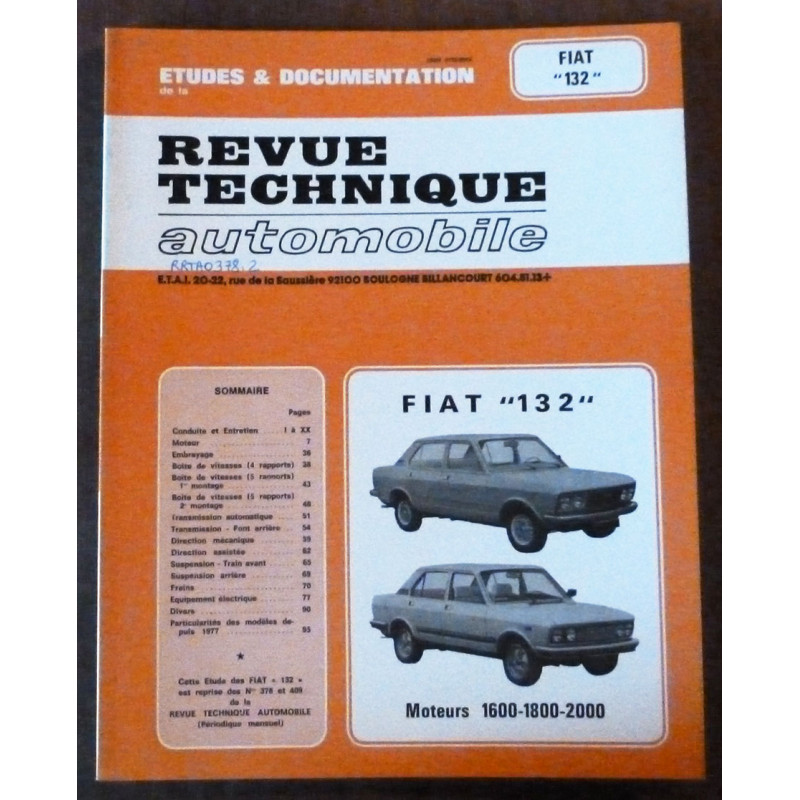 ETUDES & DOCUMENTATION
de la
FIAT
"132"
REVUE
TECHNIQUE
automobile
RRTA0378.2
E.T.A.I. 20-22, rue de la Saussière 92100 BOULOGNE BILLANCOURT 604.81.13+
SOMMAIRE
Pages
Conduite et Entretien ..... I à XX
Moteur ..... 7
Embrayage ..... 36
Boîte de vitesses (4 rapports) 38
Boîte de vitesses (5 rapports)
1er montage ..... 43
Boîte de vitesses (5 rapports)
2e montage ..... 48
Transmission automatique ..... 51
Transmission - Pont arrière ..... 54
Direction mécanique ..... 59
Direction assistée ..... 62
Suspension - Train avant ..... 65
Suspension arrière ..... 68
Freins ..... 70
Equipement électrique ..... 77
Divers ..... 90
Particularités des modèles de-
puis 1977 ..... 95
Cette Etude des FIAT « 132 »
est reprise des Nos 378 et 409
de la
REVUE TECHNIQUE AUTOMOBILE
(Périodique mensuel)
FIAT "132"
Moteurs 1600-1800-2000